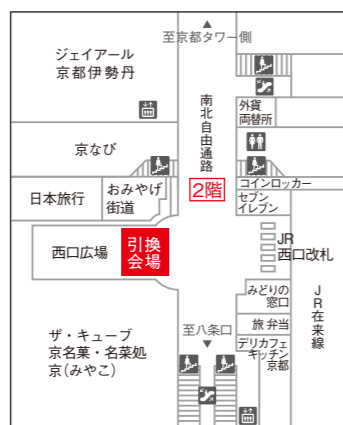 ▲
至京都タワー側
ジェイアール
京都伊勢丹
南北自由通路
外貨
両替所
京なび
コインロッカー
日本旅行
おみやげ
街道
2階
セブン
イレブン
西口広場
引換
会場
JR
西口改札
みどりの
窓口
JR在来線
旅 弁当
ザ・キューブ
京名菓・名菜処
京(みやこ)
至八条口
▼
デリカフェ
キッチン
京都